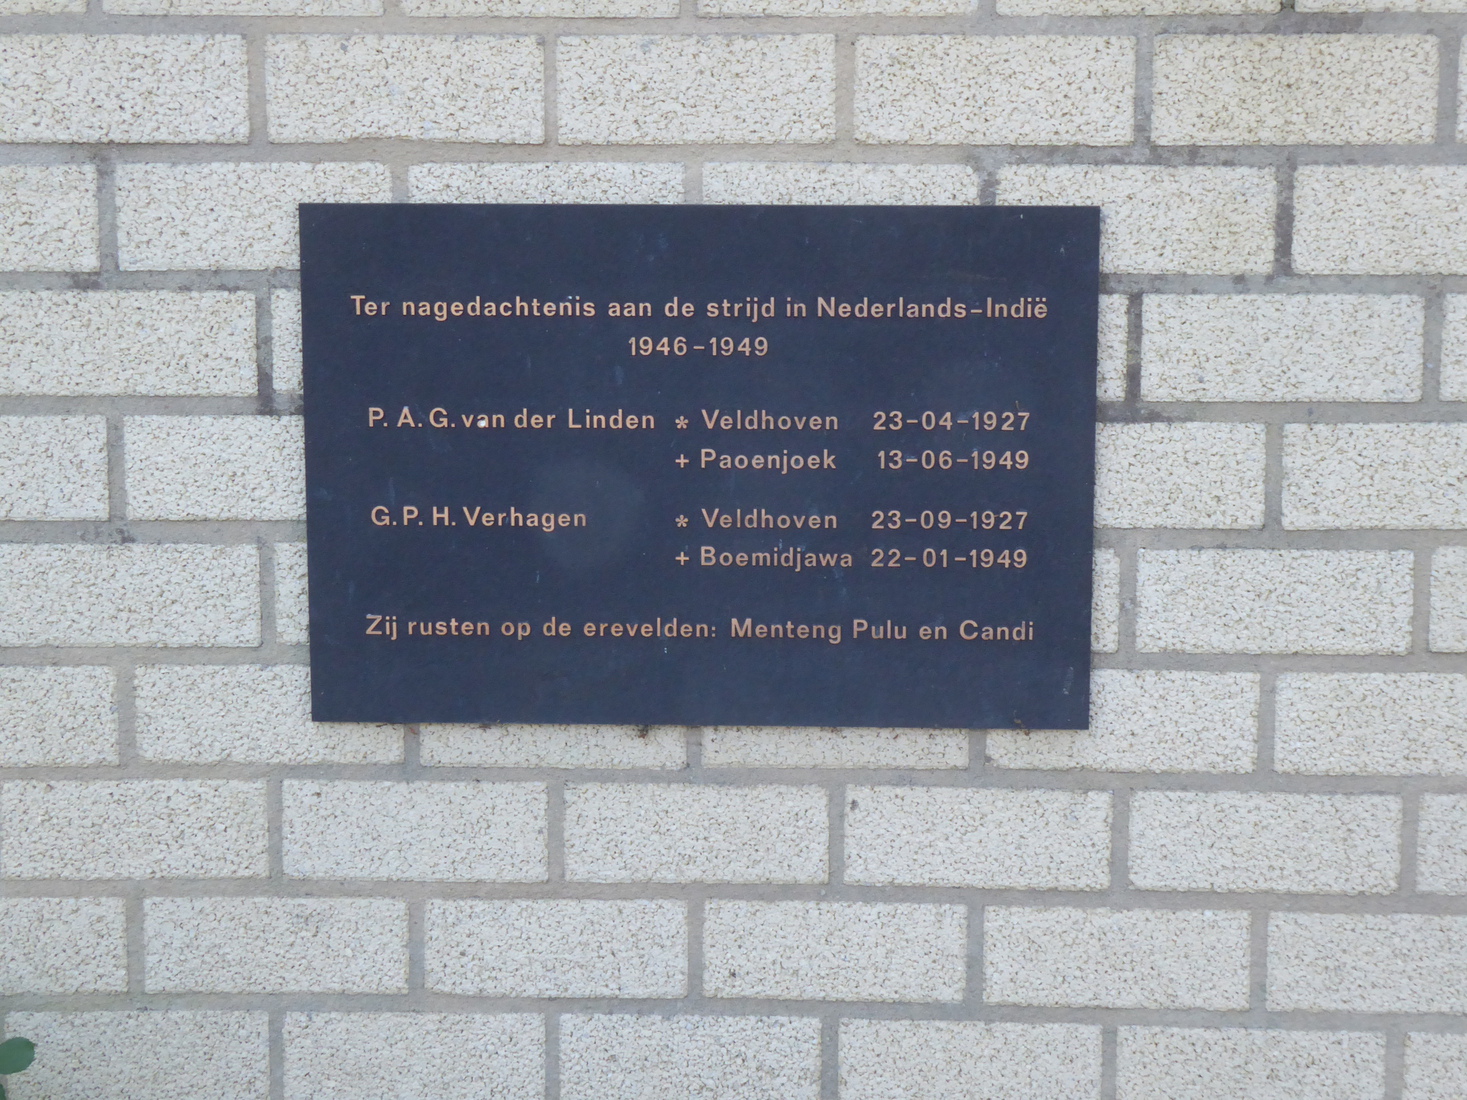 Ter nagedachtenis aan de strijd in Nederlands-Indië
1946-1949
P. A. G. van der Linden * Veldhoven 23-04-1927
+ Paoenjoek 13-06-1949
G. P. H. Verhagen * Veldhoven 23-09-1927
+ Boemidjawa 22-01-1949
Zij rusten op de erevelden: Menteng Pulu en Candi